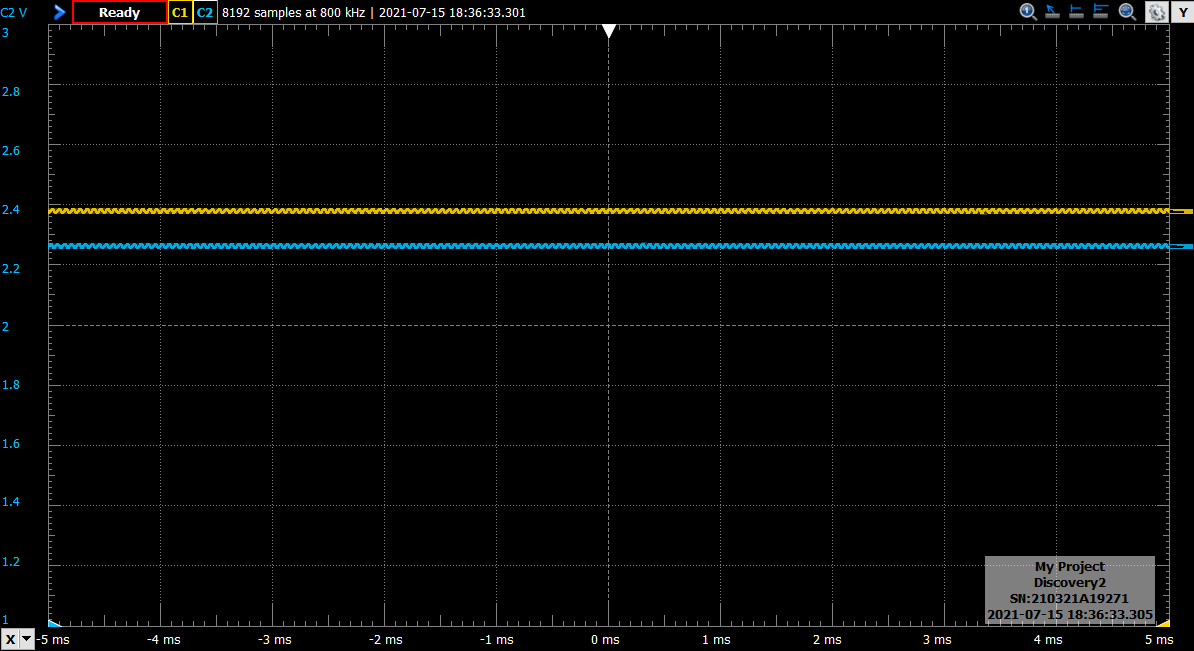 C2 V
Ready
C1
C2
8192 samples at 800 kHz | 2021-07-15 18:36:33.301
Y
3
2.8
2.6
2.4
2.2
2
1.8
1.6
1.4
1.2
1
My Project
Discovery2
SN:210321A19271
2021-07-15 18:36:33.305
X
-5 ms
-4 ms
-3 ms
-2 ms
-1 ms
0 ms
1 ms
2 ms
3 ms
4 ms
5 ms